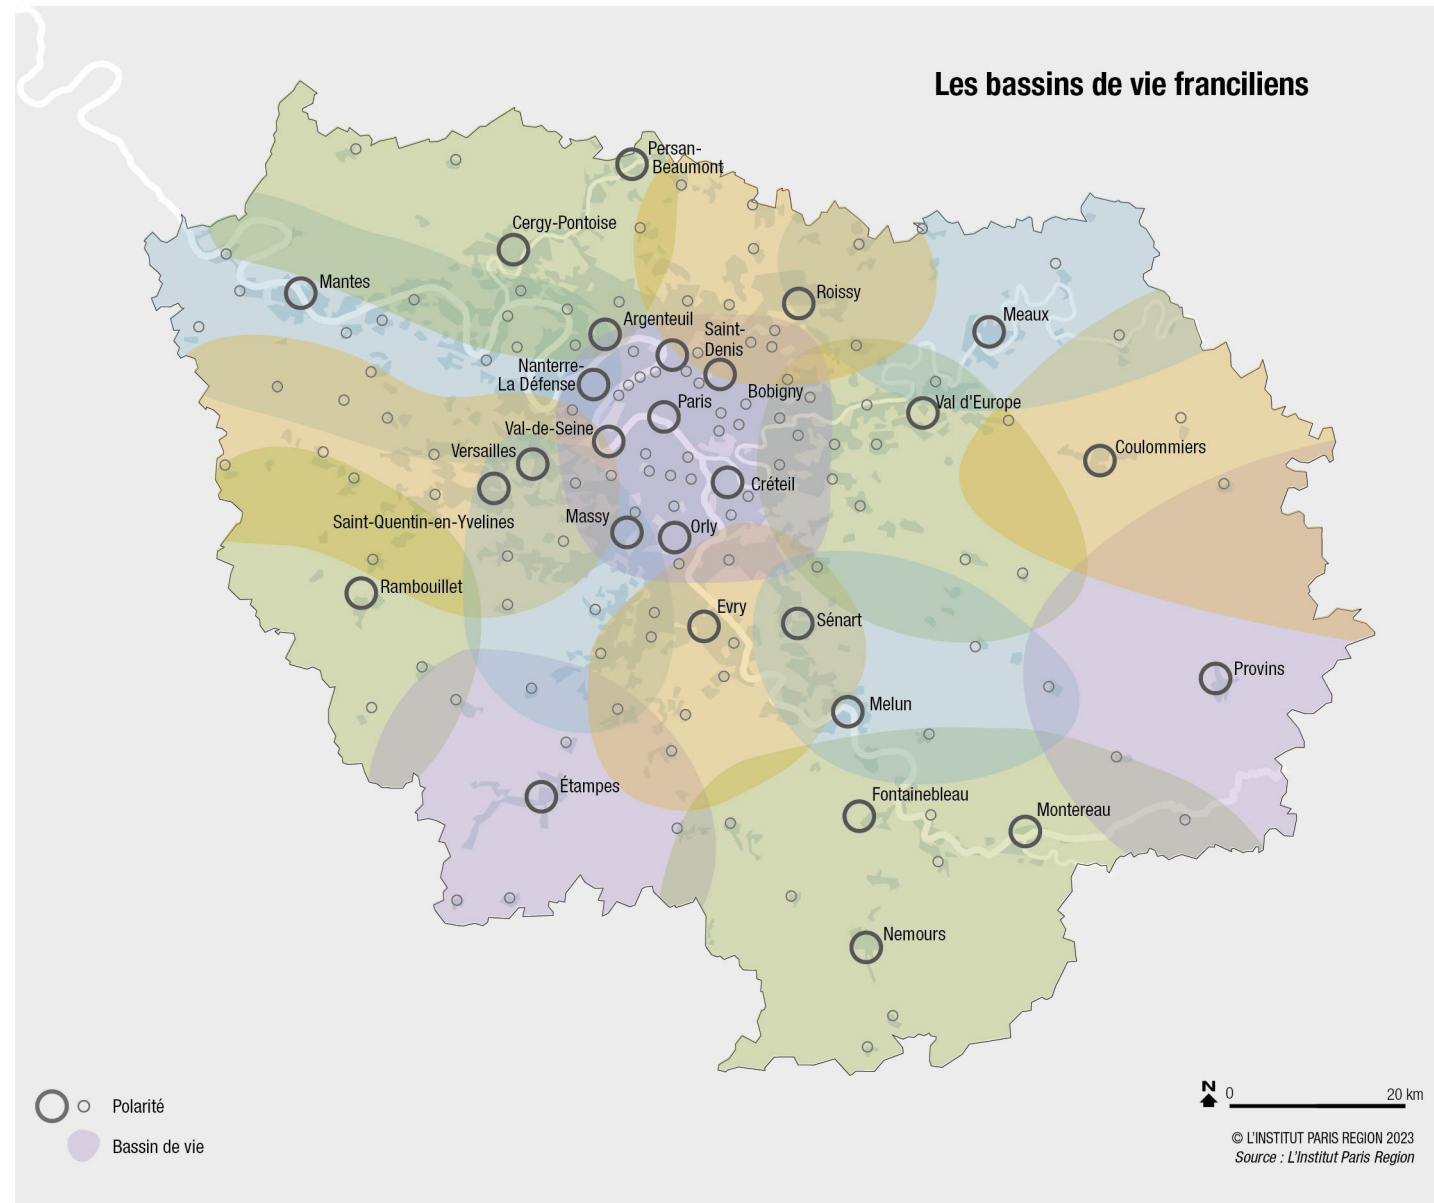 Les bassins de vie franciliens
Persan-
Beaumont
Cergy-Pontoise
Mantes
Roissy
Argenteuil
Saint-
Denis
Meaux
Nanterre-
La Défense
Bobigny
Paris
Val d'Europe
Val-de-Seine
Versailles
Coulommiers
Créteil
Saint-Quentin-en-Yvelines
Massy
Orly
Rambouillet
Evry
Sénart
Provins
Melun
Étampes
Fontainebleau
Montereau
Nemours
Polarité
Bassin de vie
N
0
20 km
© L'INSTITUT PARIS REGION 2023
Source : L'Institut Paris Region